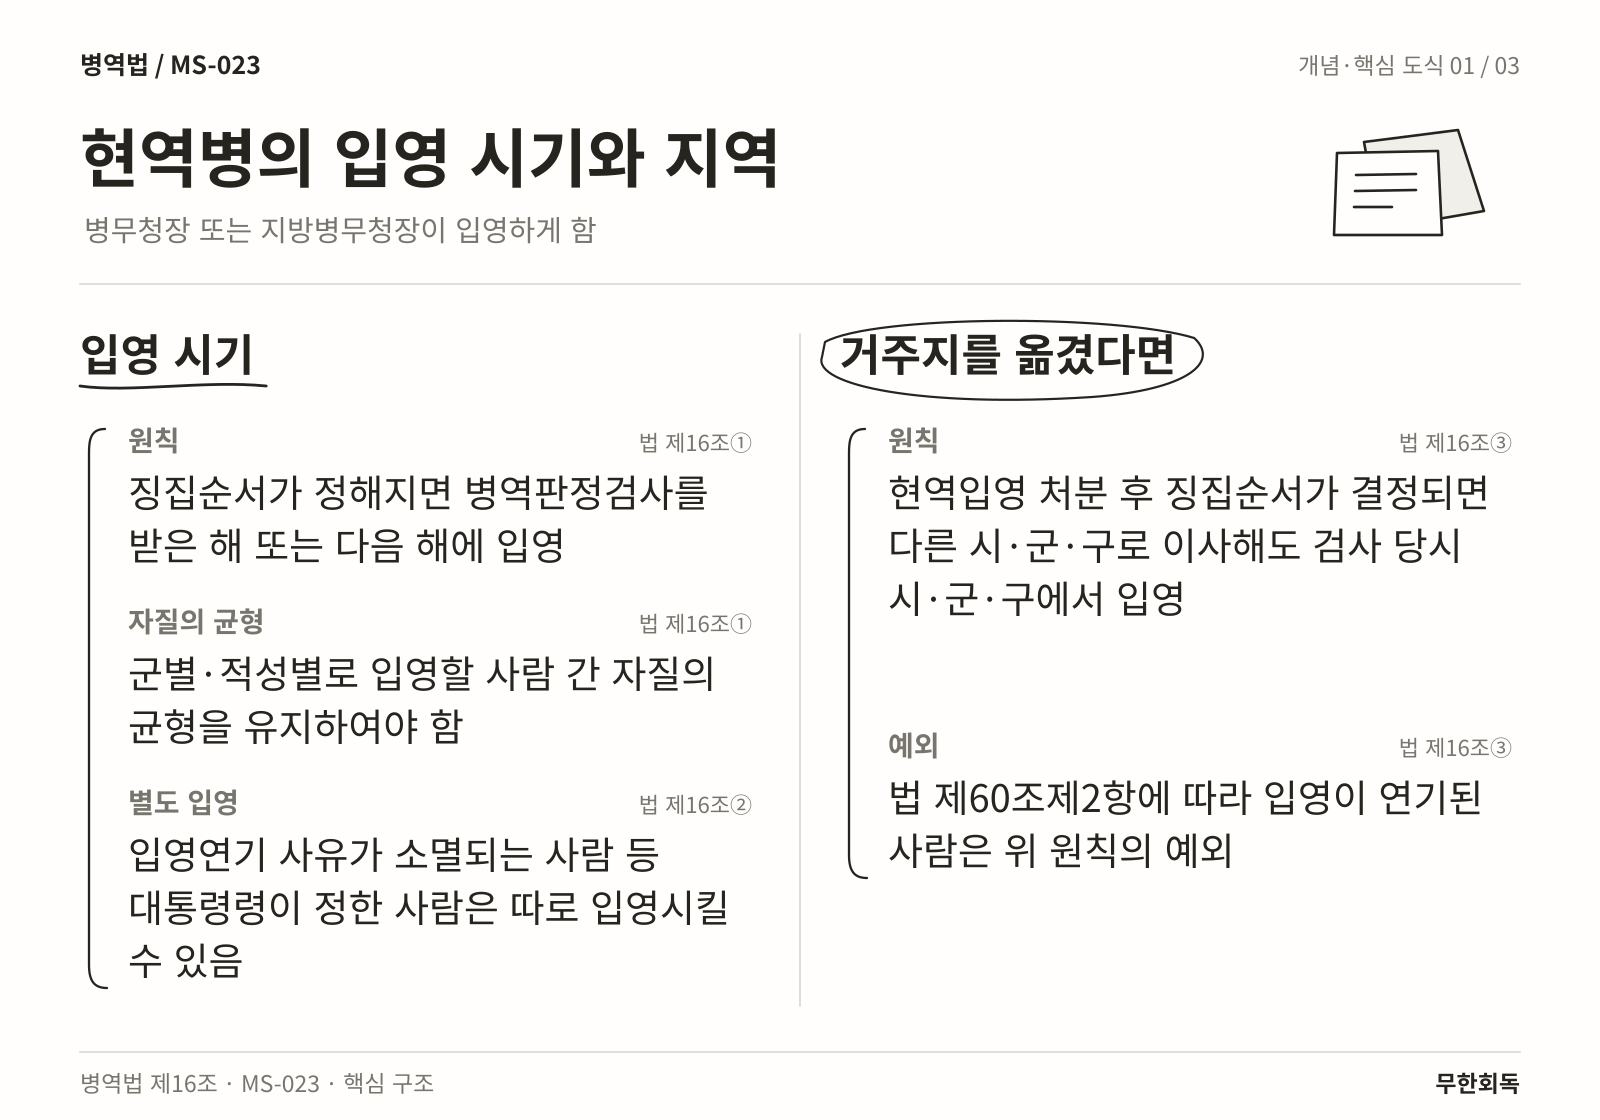 병역법 / MS-023
개념·핵심 도식 01 / 03
현역병의 입영 시기와 지역
병무청장 또는 지방병무청장이 입영하게 함
입영 시기
원칙
법 제16조①
징집순서가 정해지면 병역판정검사를
받은 해 또는 다음 해에 입영
자질의 균형
법 제16조①
군별·적성별로 입영할 사람 간 자질의
균형을 유지하여야 함
별도 입영
법 제16조②
입영연기 사유가 소멸되는 사람 등
대통령령이 정한 사람은 따로 입영시킬
수 있음
거주지를 옮겼다면
원칙
법 제16조③
현역입영 처분 후 징집순서가 결정되면
다른 시·군·구로 이사해도 검사 당시
시·군·구에서 입영
예외
법 제16조③
법 제60조제2항에 따라 입영이 연기된
사람은 위 원칙의 예외
병역법 제16조 · MS-023 · 핵심 구조
무한회독